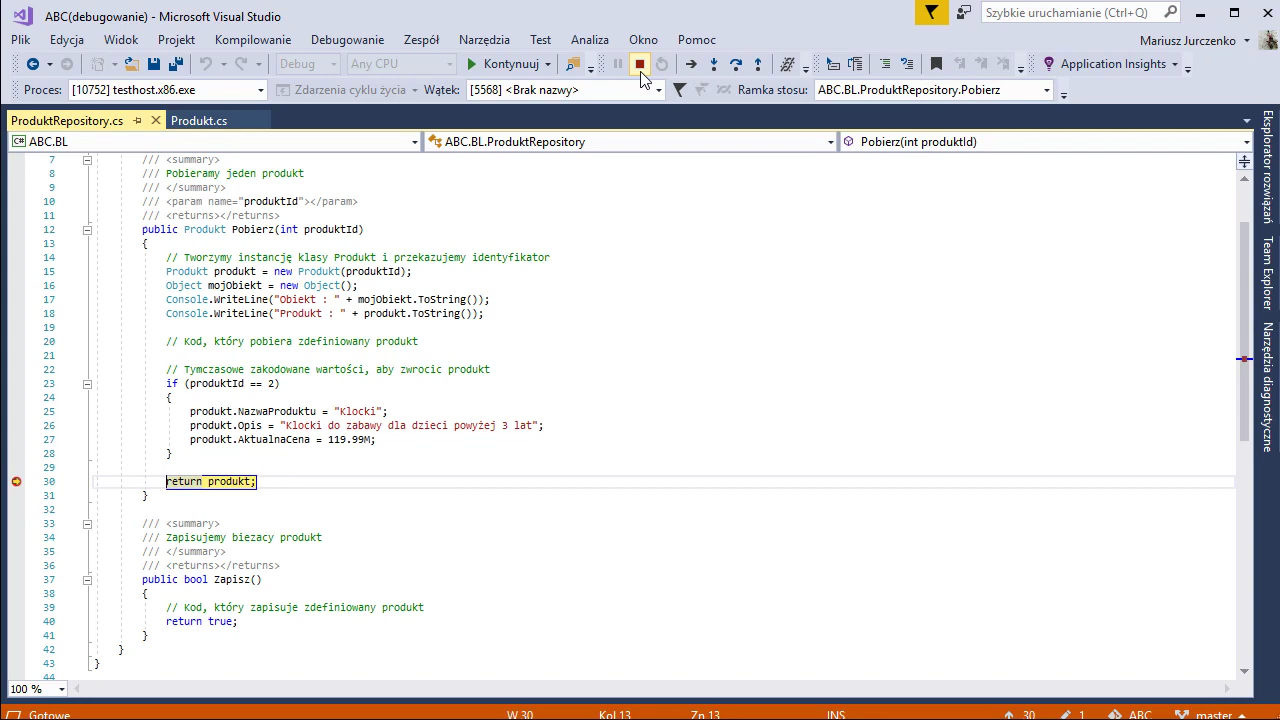 ABC(debugowanie) - Microsoft Visual Studio
Szybkie uruchamianie (Ctrl+Q)
Plik Edycja Widok Projekt Kompilowanie Debugowanie Zespół Narzędzia Test Analiza Okno Pomoc
Mariusz Jurczenko
Debug Any CPU Kontynuuj Application Insights
Proces: [10752] testhost.x86.exe Zdarzenia cyklu życia Wątek: [5568] <Brak nazwy> Ramka stosu: ABC.BL.ProduktRepository.Pobierz
ProduktRepository.cs Produkt.cs
C# ABC.BL ABC.BL.ProduktRepository Pobierz(int produktId)
7 /// <summary>
8 /// Pobieramy jeden produkt
9 /// </summary>
10 /// <param name="produktId"></param>
11 /// <returns></returns>
12 public Produkt Pobierz(int produktId)
13 {
14 // Tworzymy instancję klasy Produkt i przekazujemy identyfikator
15 Produkt produkt = new Produkt(produktId);
16 Object mojObiekt = new Object();
17 Console.WriteLine("Obiekt : " + mojObiekt.ToString());
18 Console.WriteLine("Produkt : " + produkt.ToString());
19
20 // Kod, który pobiera zdefiniowany produkt
21
22 // Tymczasowe zakodowane wartości, aby zwrocic produkt
23 if (produktId == 2)
24 {
25 produkt.NazwaProduktu = "Klocki";
26 produkt.Opis = "Klocki do zabawy dla dzieci powyżej 3 lat";
27 produkt.AktualnaCena = 119.99M;
28 }
29
30 return produkt;
31 }
32
33 /// <summary>
34 /// Zapisujemy biezacy produkt
35 /// </summary>
36 /// <returns></returns>
37 public bool Zapisz()
38 {
39 // Kod, który zapisuje zdefiniowany produkt
40 return true;
41 }
42 }
43 }
44
Eksplorator rozwiązań
Team Explorer
Narzędzia diagnostyczne
100 %
Gotowe W 30 Kol 13 Zn 13 INS 30 1 ABC master